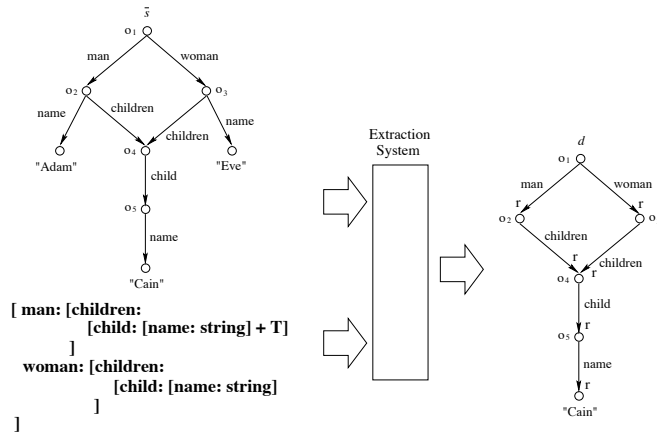 s̄
o1
man woman
o2 o3
name children children name
"Adam" o4 "Eve"
child
o5
name
"Cain"
[ man: [children:
[child: [name: string] + T]
]
woman: [children:
[child: [name: string]
]
]
Extraction
System
d
o1
man woman
r r
o2 o
children children
r r
o4
child
r
o5
name
r
"Cain"